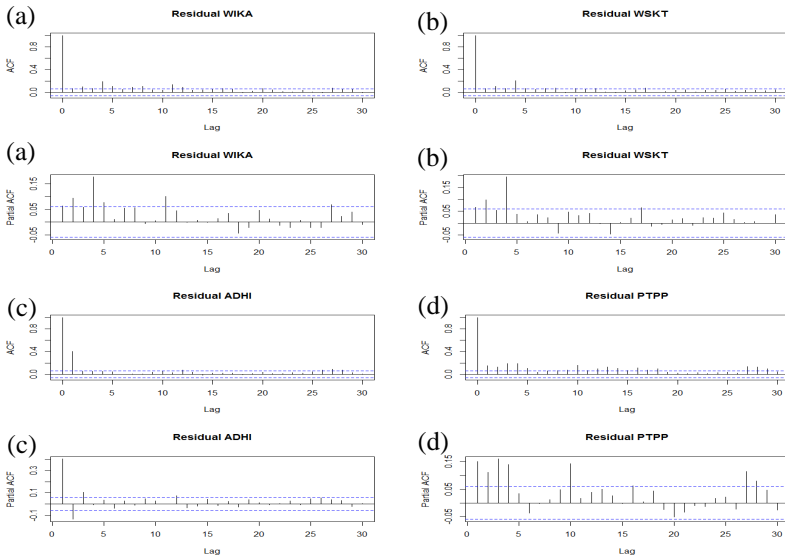 (a)
Residual WIKA
ACF
0.0 0.4 0.8
0 5 10 15 20 25 30
Lag
(b)
Residual WSKT
ACF
0.0 0.4 0.8
0 5 10 15 20 25 30
Lag
(a)
Residual WIKA
Partial ACF
-0.05 0.05 0.15
0 5 10 15 20 25 30
Lag
(b)
Residual WSKT
Partial ACF
-0.05 0.05 0.15
0 5 10 15 20 25 30
Lag
(c)
Residual ADHI
ACF
0.0 0.4 0.8
0 5 10 15 20 25 30
Lag
(d)
Residual PTPP
ACF
0.0 0.4 0.8
0 5 10 15 20 25 30
Lag
(c)
Residual ADHI
Partial ACF
-0.1 0.1 0.3
0 5 10 15 20 25 30
Lag
(d)
Residual PTPP
Partial ACF
-0.05 0.05 0.15
0 5 10 15 20 25 30
Lag